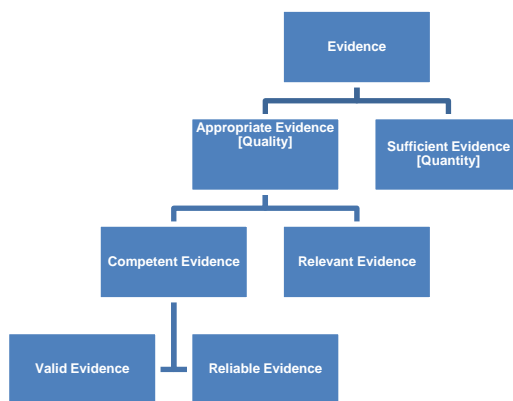 Evidence
Appropriate Evidence
[Quality]
Sufficient Evidence
[Quantity]
Competent Evidence
Relevant Evidence
Valid Evidence
Reliable Evidence